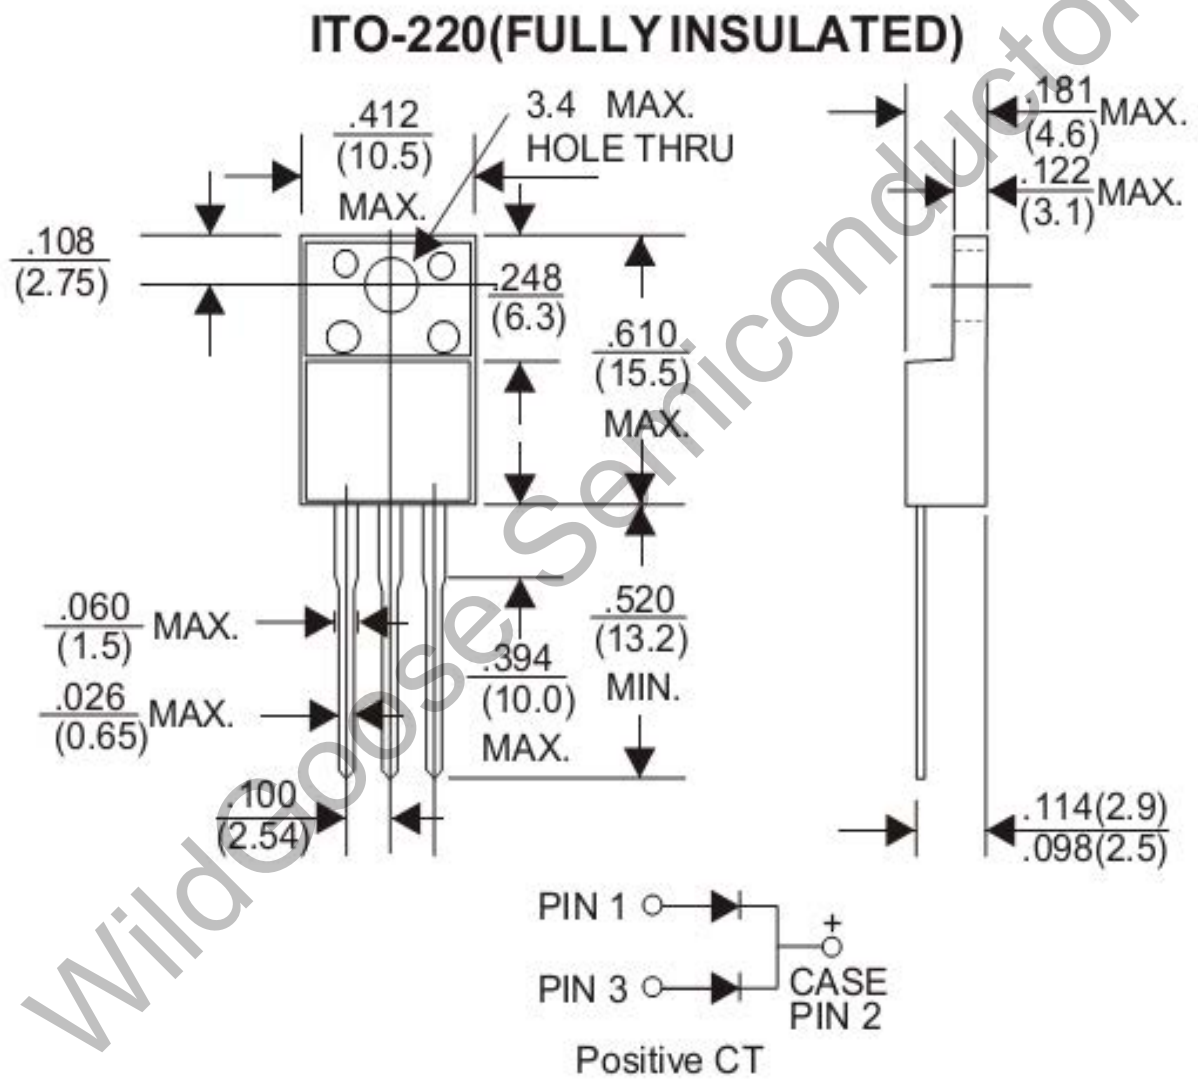 ITO-220(FULLY INSULATED)
.412
(10.5)
MAX.
3.4 MAX.
HOLE THRU
.181
(4.6)
MAX.
.122
(3.1)
MAX.
.108
(2.75)
.248
(6.3)
.610
(15.5)
MAX.
.060
(1.5)
MAX.
.026
(0.65)
MAX.
.394
(10.0)
MAX.
.520
(13.2)
MIN.
.100
(2.54)
.114(2.9)
.098(2.5)
PIN 1
+
PIN 3
CASE
PIN 2
Positive CT
WildGoose Semiconductor